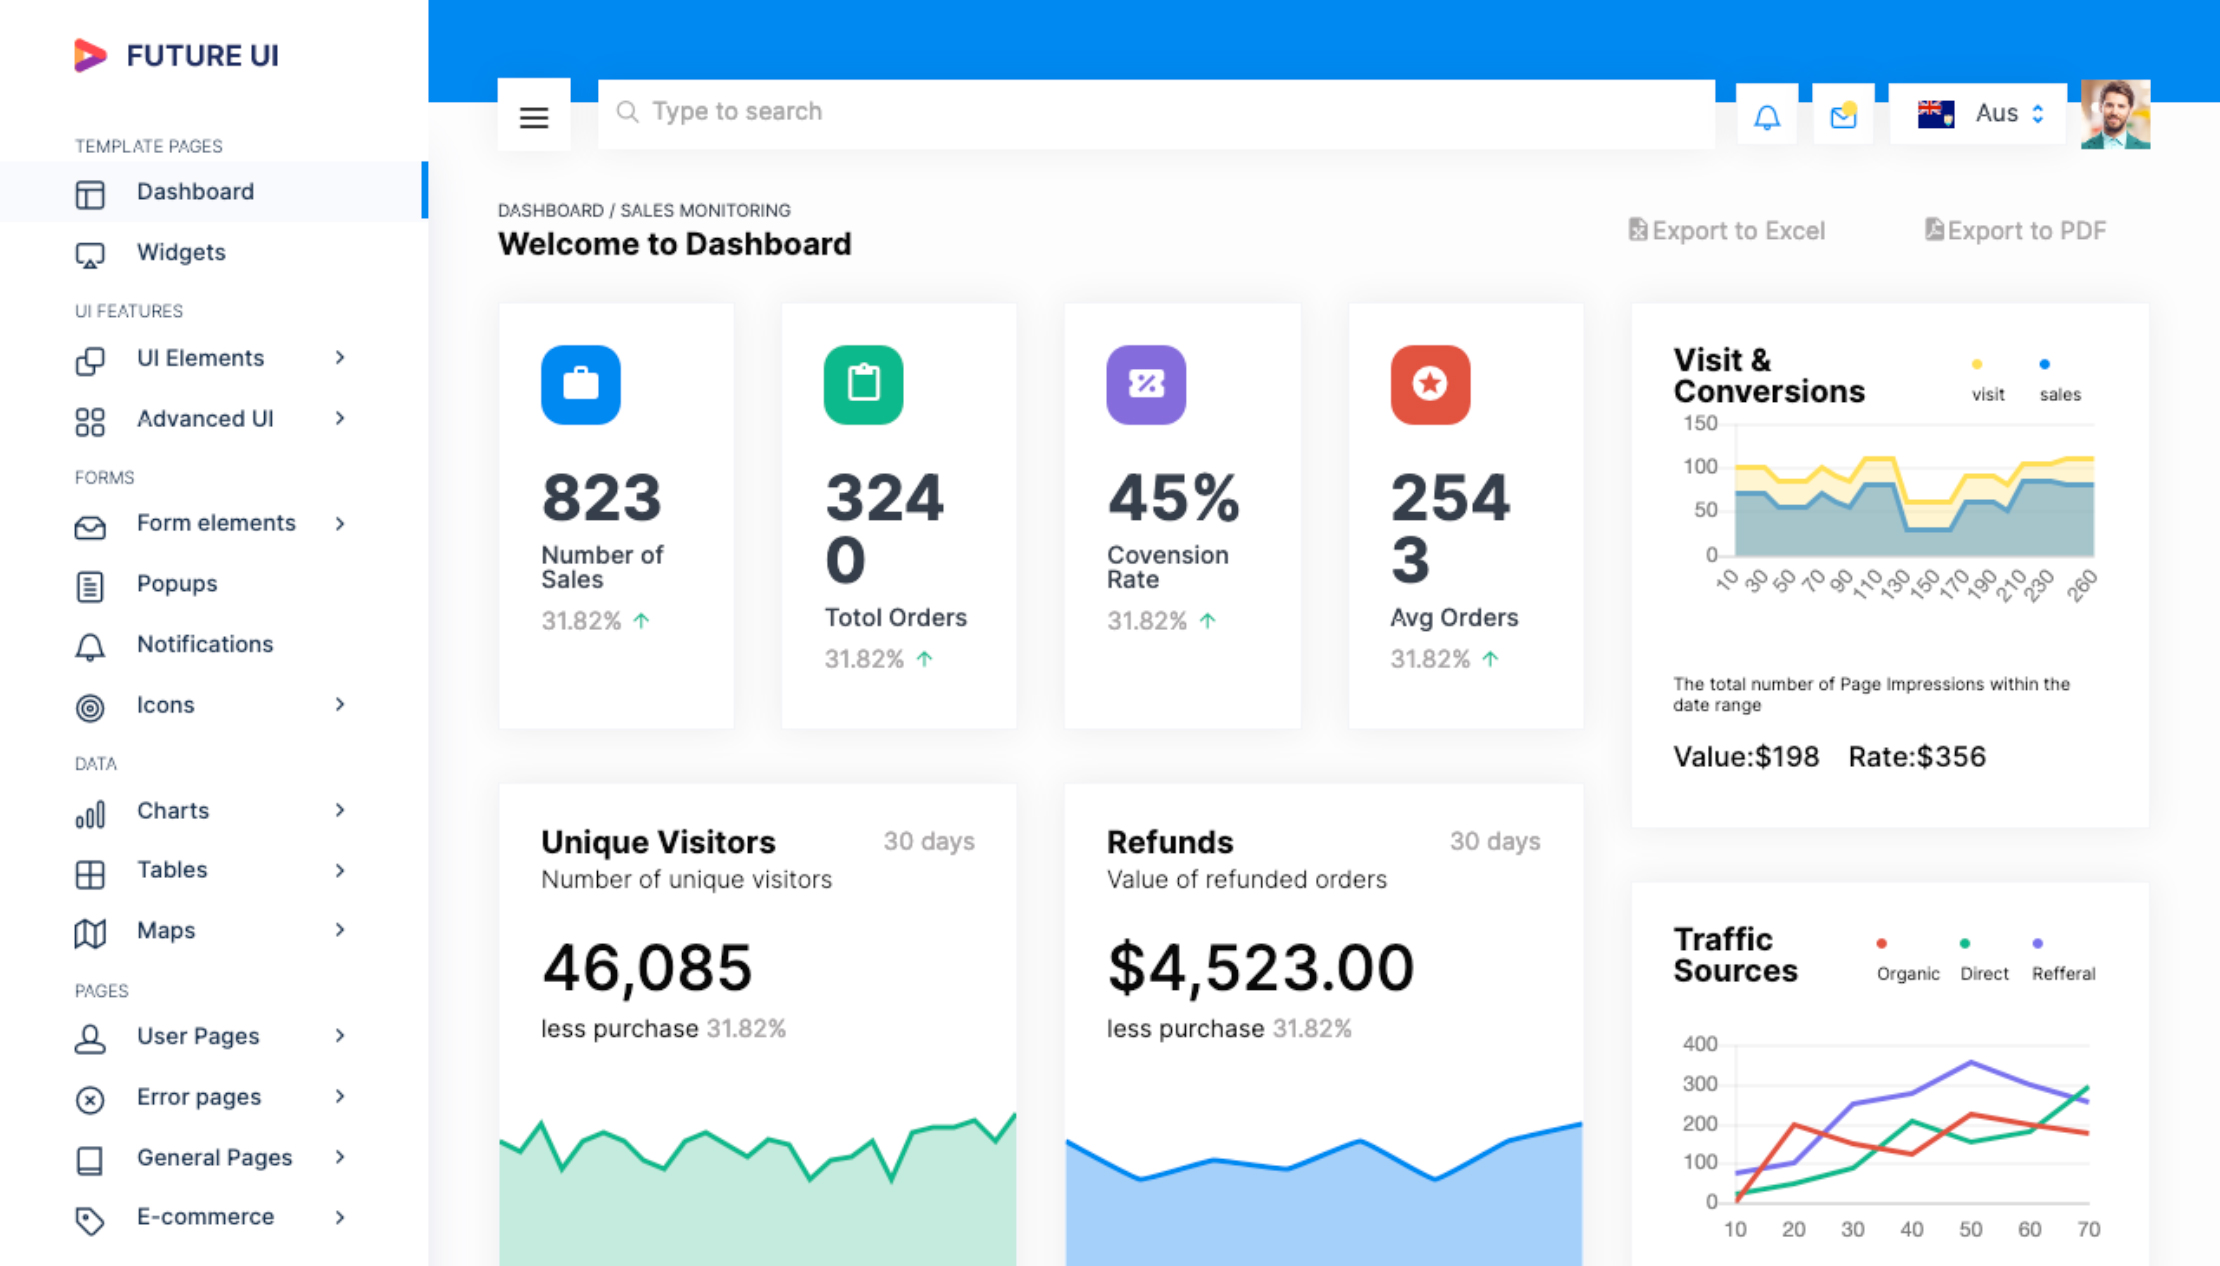 FUTURE UI
TEMPLATE PAGES
Dashboard
Widgets
UI FEATURES
UI Elements
Advanced UI
FORMS
Form elements
Popups
Notifications
Icons
DATA
Charts
Tables
Maps
PAGES
User Pages
Error pages
General Pages
E-commerce
Type to search
Aus
DASHBOARD / SALES MONITORING
Welcome to Dashboard
Export to Excel
Export to PDF
823
Number of
Sales
31.82%
324
0
Totol Orders
31.82%
45%
Covension
Rate
31.82%
254
3
Avg Orders
31.82%
Visit &
Conversions
visit
sales
150
100
50
0
10 30 50 70 90 110 130 150 170 190 210 230 260
The total number of Page Impressions within the
date range
Value:$198 Rate:$356
Unique Visitors
30 days
Number of unique visitors
46,085
less purchase 31.82%
Refunds
30 days
Value of refunded orders
$4,523.00
less purchase 31.82%
Traffic
Sources
Organic
Direct
Refferal
400
300
200
100
0
10 20 30 40 50 60 70